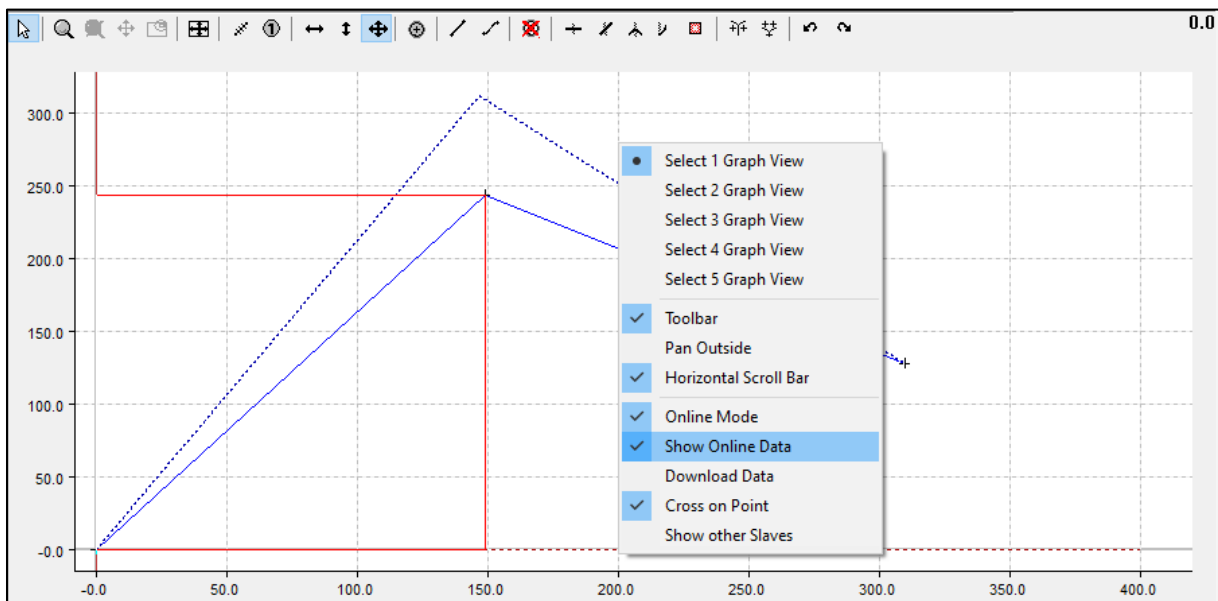 0.0
1
300.0
250.0
200.0
150.0
100.0
50.0
-0.0
Select 1 Graph View
Select 2 Graph View
Select 3 Graph View
Select 4 Graph View
Select 5 Graph View
Toolbar
Pan Outside
Horizontal Scroll Bar
Online Mode
Show Online Data
Download Data
Cross on Point
Show other Slaves
-0.0 50.0 100.0 150.0 200.0 250.0 300.0 350.0 400.0